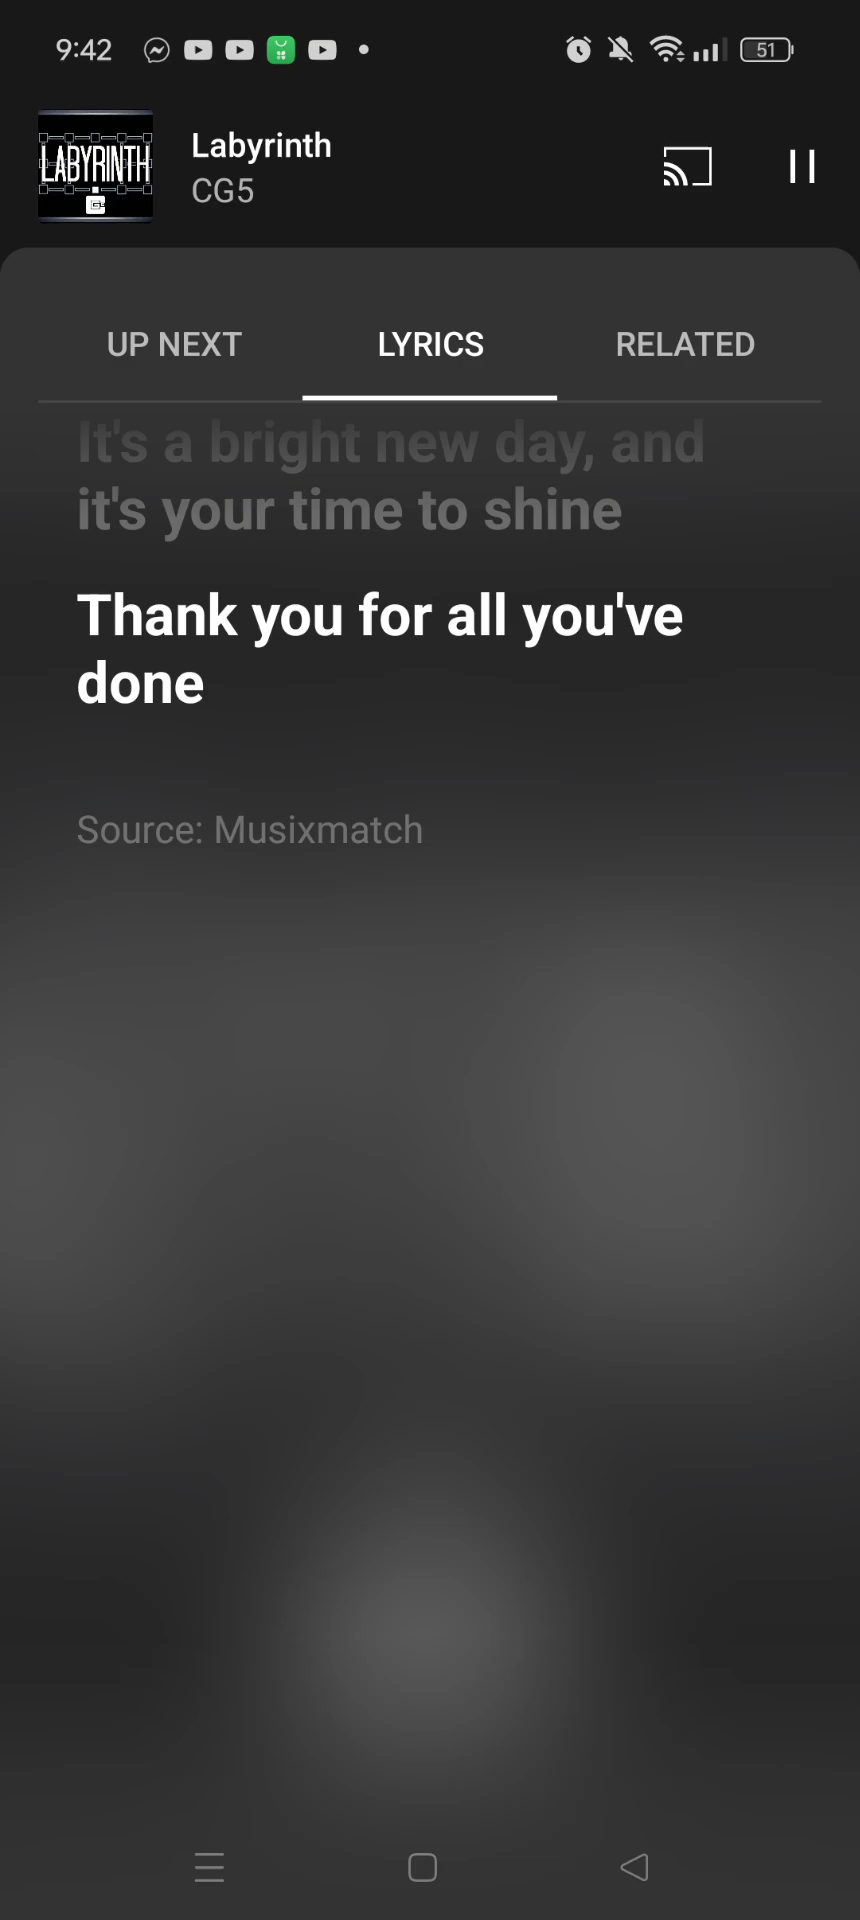 9:42
51
LABYRINTH
Labyrinth
CG5
UP NEXT
LYRICS
RELATED
It's a bright new day, and
it's your time to shine
Thank you for all you've
done
Source: Musixmatch